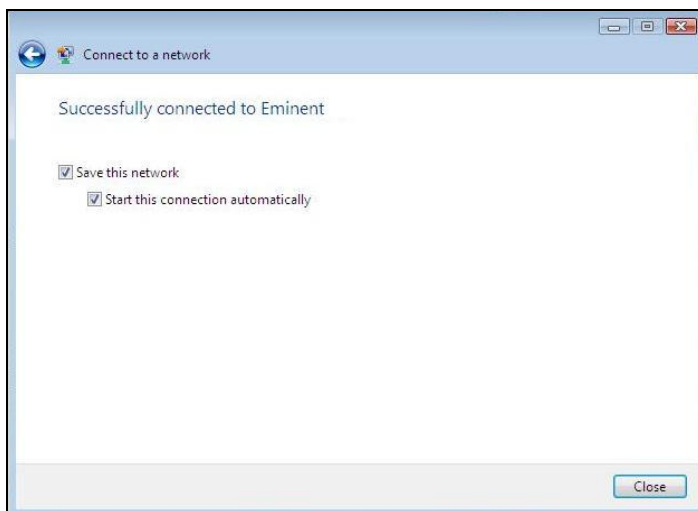 Connect to a network
Successfully connected to Eminent
Save this network
Start this connection automatically
Close